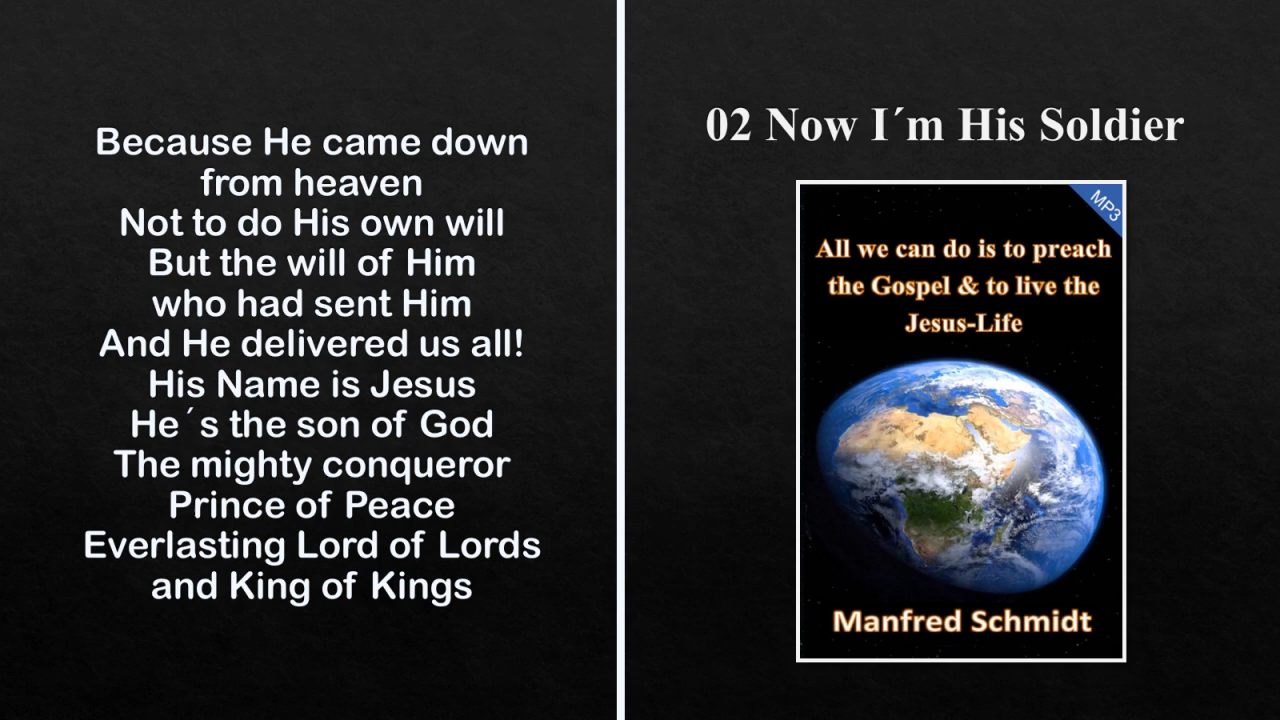 Because He came down
from heaven
Not to do His own will
But the will of Him
who had sent Him
And He delivered us all!
His Name is Jesus
He´s the son of God
The mighty conqueror
Prince of Peace
Everlasting Lord of Lords
and King of Kings
02 Now I´m His Soldier
MP3
All we can do is to preach
the Gospel & to live the
Jesus-Life
Manfred Schmidt